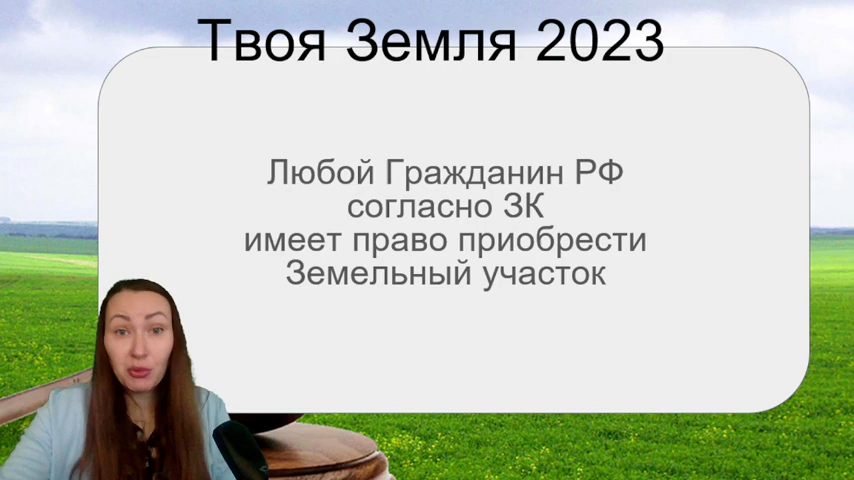 Твоя Земля 2023
Любой Гражданин РФ
согласно ЗК
имеет право приобрести
Земельный участок